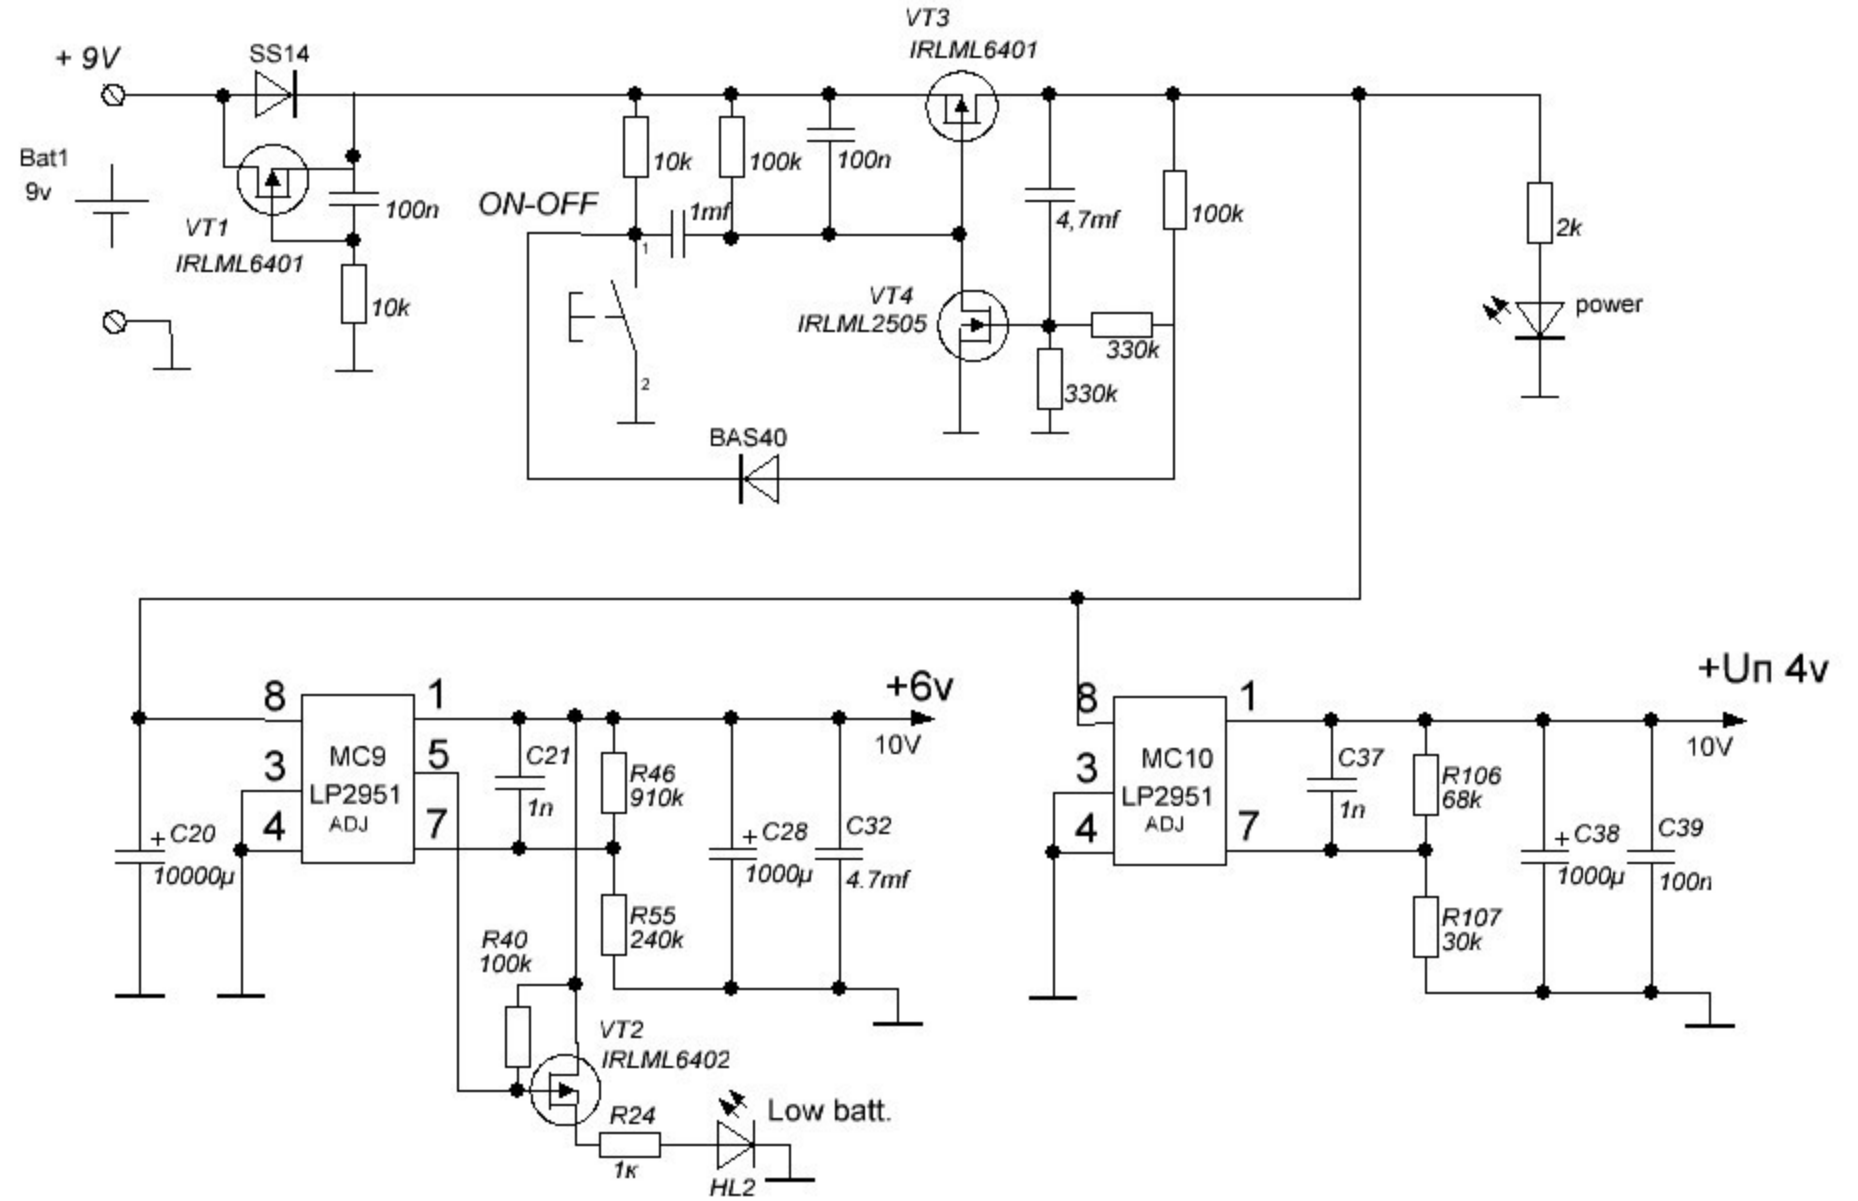 VT3
IRLML6401
SS14
+ 9V
Bat1
9v
10k
100k
100n
ON-OFF
1mf
100n
VT1
IRLML6401
10k
1
2
4,7mf
100k
2k
VT4
IRLML2505
330k
330k
power
BAS40
+6v
10V
8
1
3
5
4
7
MC9
LP2951
ADJ
C21
1n
R46
910k
+ C20
10000µ
+ C28
1000µ
C32
4.7mf
R55
240k
R40
100k
VT2
IRLML6402
R24
1к
Low batt.
HL2
+Uп 4v
10V
8
1
3
4
7
MC10
LP2951
ADJ
C37
1n
R106
68k
+ C38
1000µ
C39
100n
R107
30k